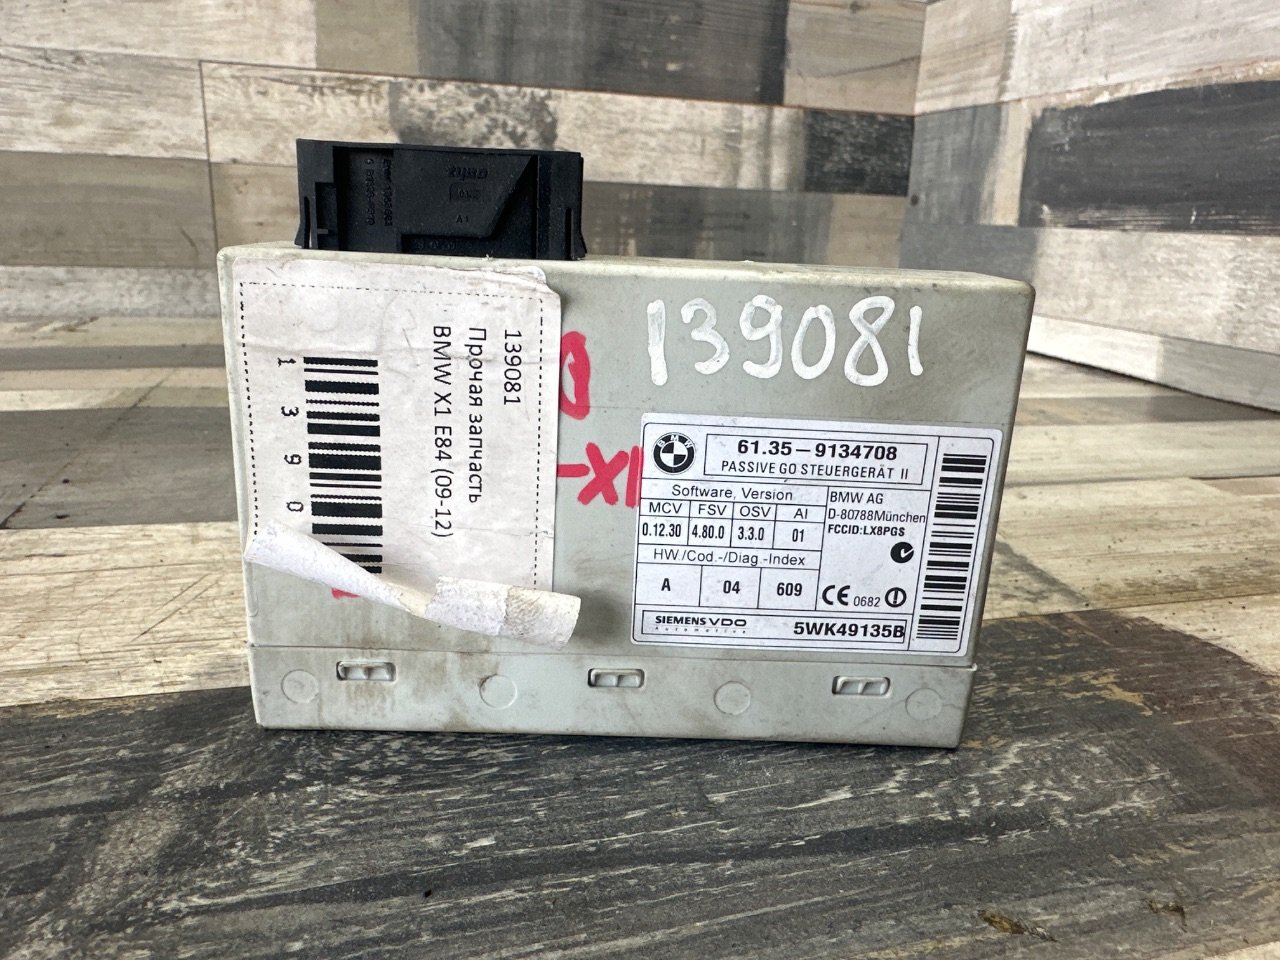 139081
139081
Прочая запчасть
BMW X1 E84 (09-12)
1 3 9 0
X1
BMW
61.35-9134708
PASSIVE GO STEUERGERÄT II
Software, Version
MCV FSV OSV AI
0.12.30 4.80.0 3.3.0 01
HW./Cod.-/Diag.-Index
A 04 609
BMW AG
D-80788München
FCCID:LX8PGS
CE 0682
SIEMENS VDO
Automotive
5WK49135B